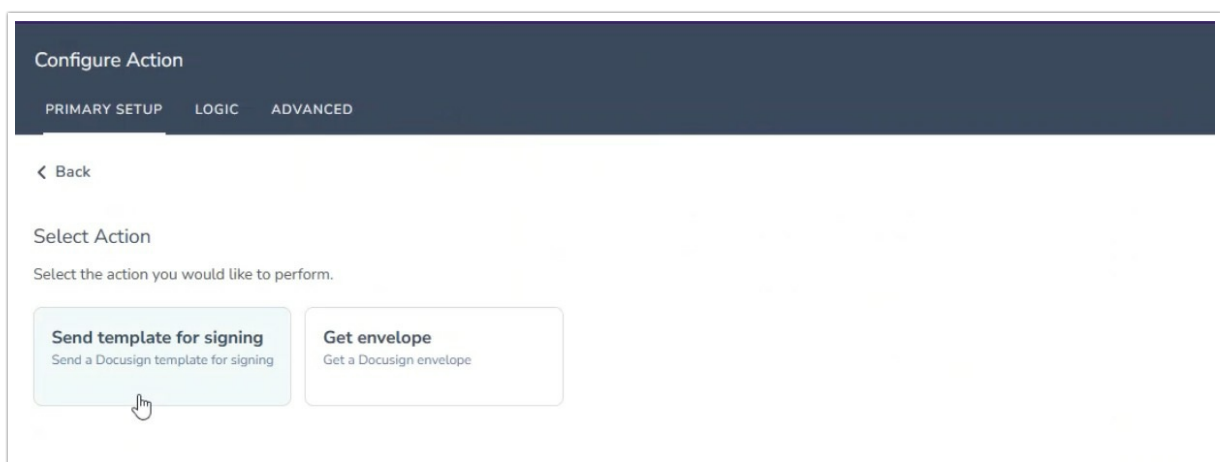 Configure Action
PRIMARY SETUP LOGIC ADVANCED
Back
Select Action
Select the action you would like to perform.
Send template for signing
Send a Docusign template for signing
Get envelope
Get a Docusign envelope